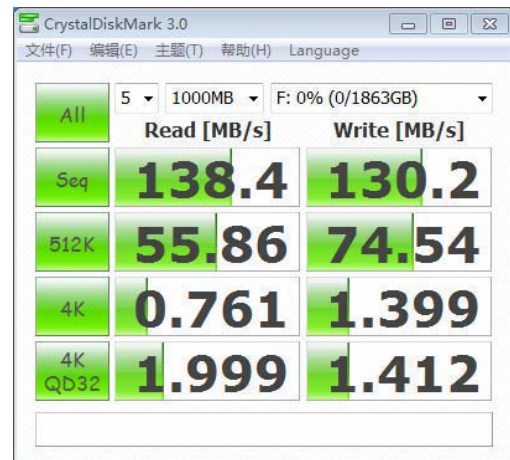 CrystalDiskMark 3.0
文件(F) 编辑(E) 主题(T) 帮助(H) Language
All 5 1000MB F: 0% (0/1863GB)
Read [MB/s] Write [MB/s]
Seq 138.4 130.2
512K 55.86 74.54
4K 0.761 1.399
4K QD32 1.999 1.412